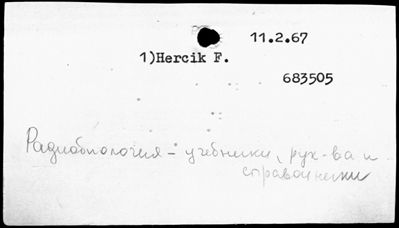 11.2.67
1)Hercik F.
683505
Радиобиология – учебники, рук-ва и
справочники